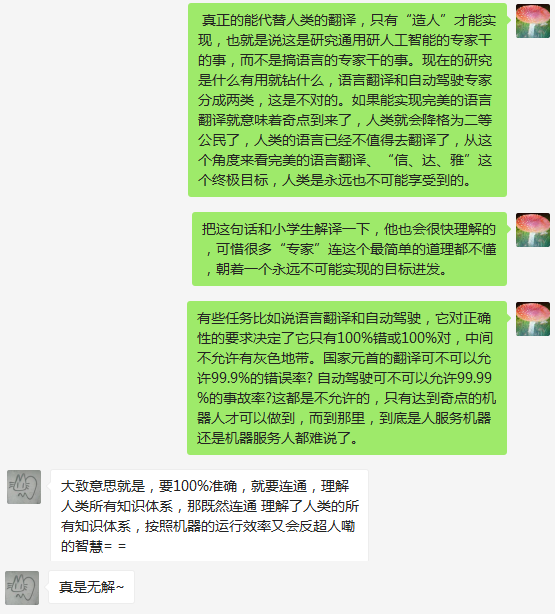 真正的能代替人类的翻译，只有“造人”才能实
现，也就是说这是研究通用研人工智能的专家干
的事，而不是搞语言的专家干的事。现在的研究
是什么有用就钻什么，语言翻译和自动驾驶专家
分成两类，这是不对的。如果能实现完美的语言
翻译就意味着奇点到来了，人类就会降格为二等
公民了，人类的语言已经不值得去翻译了，从这
个角度来看完美的语言翻译、“信、达、雅”这
个终极目标，人类是永远也不可能享受到的。
把这句话和小学生解译一下，他也会很快理解的
，可惜很多“专家”连这个最简单的道理都不懂
，朝着一个永远不可能实现的目标进发。
有些任务比如说语言翻译和自动驾驶，它对正确
性的要求决定了它只有100%错或100%对，中间
不允许有灰色地带。国家元首的翻译可不可以允
许99.9%的错误率? 自动驾驶可不可以允许99.99
%的事故率?这都是不允许的，只有达到奇点的机
器人才可以做到，而到那里，到底是人服务机器
还是机器服务人都难说了。
大致意思就是，要100%准确，就要连通，理解
人类所有知识体系，那既然连通 理解了人类的所
有知识体系，按照机器的运行效率又会反超人嘞
的智慧= =
真是无解~